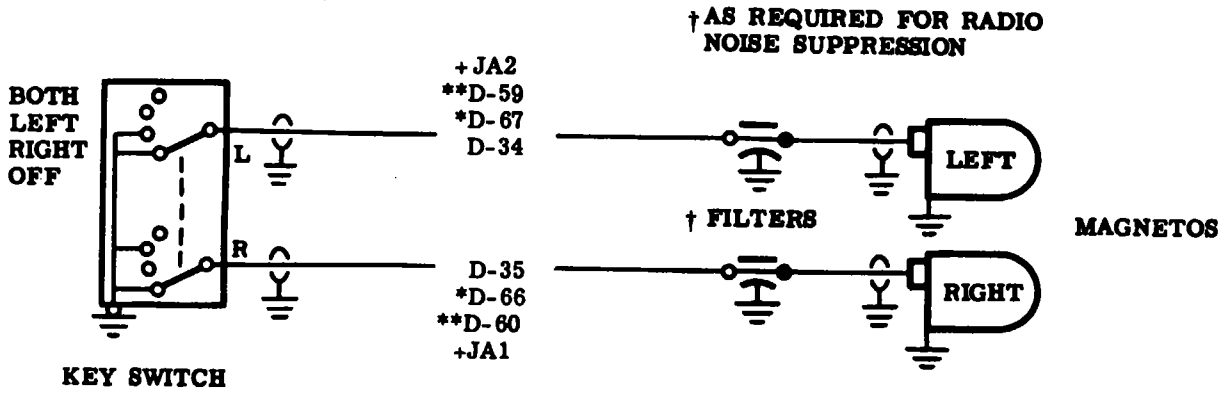 † AS REQUIRED FOR RADIO
NOISE SUPPRESSION
BOTH
LEFT
RIGHT
OFF
+ JA2
**D-59
*D-67
D-34
L
LEFT
† FILTERS
MAGNETOS
R
D-35
*D-66
**D-60
+JA1
RIGHT
KEY SWITCH